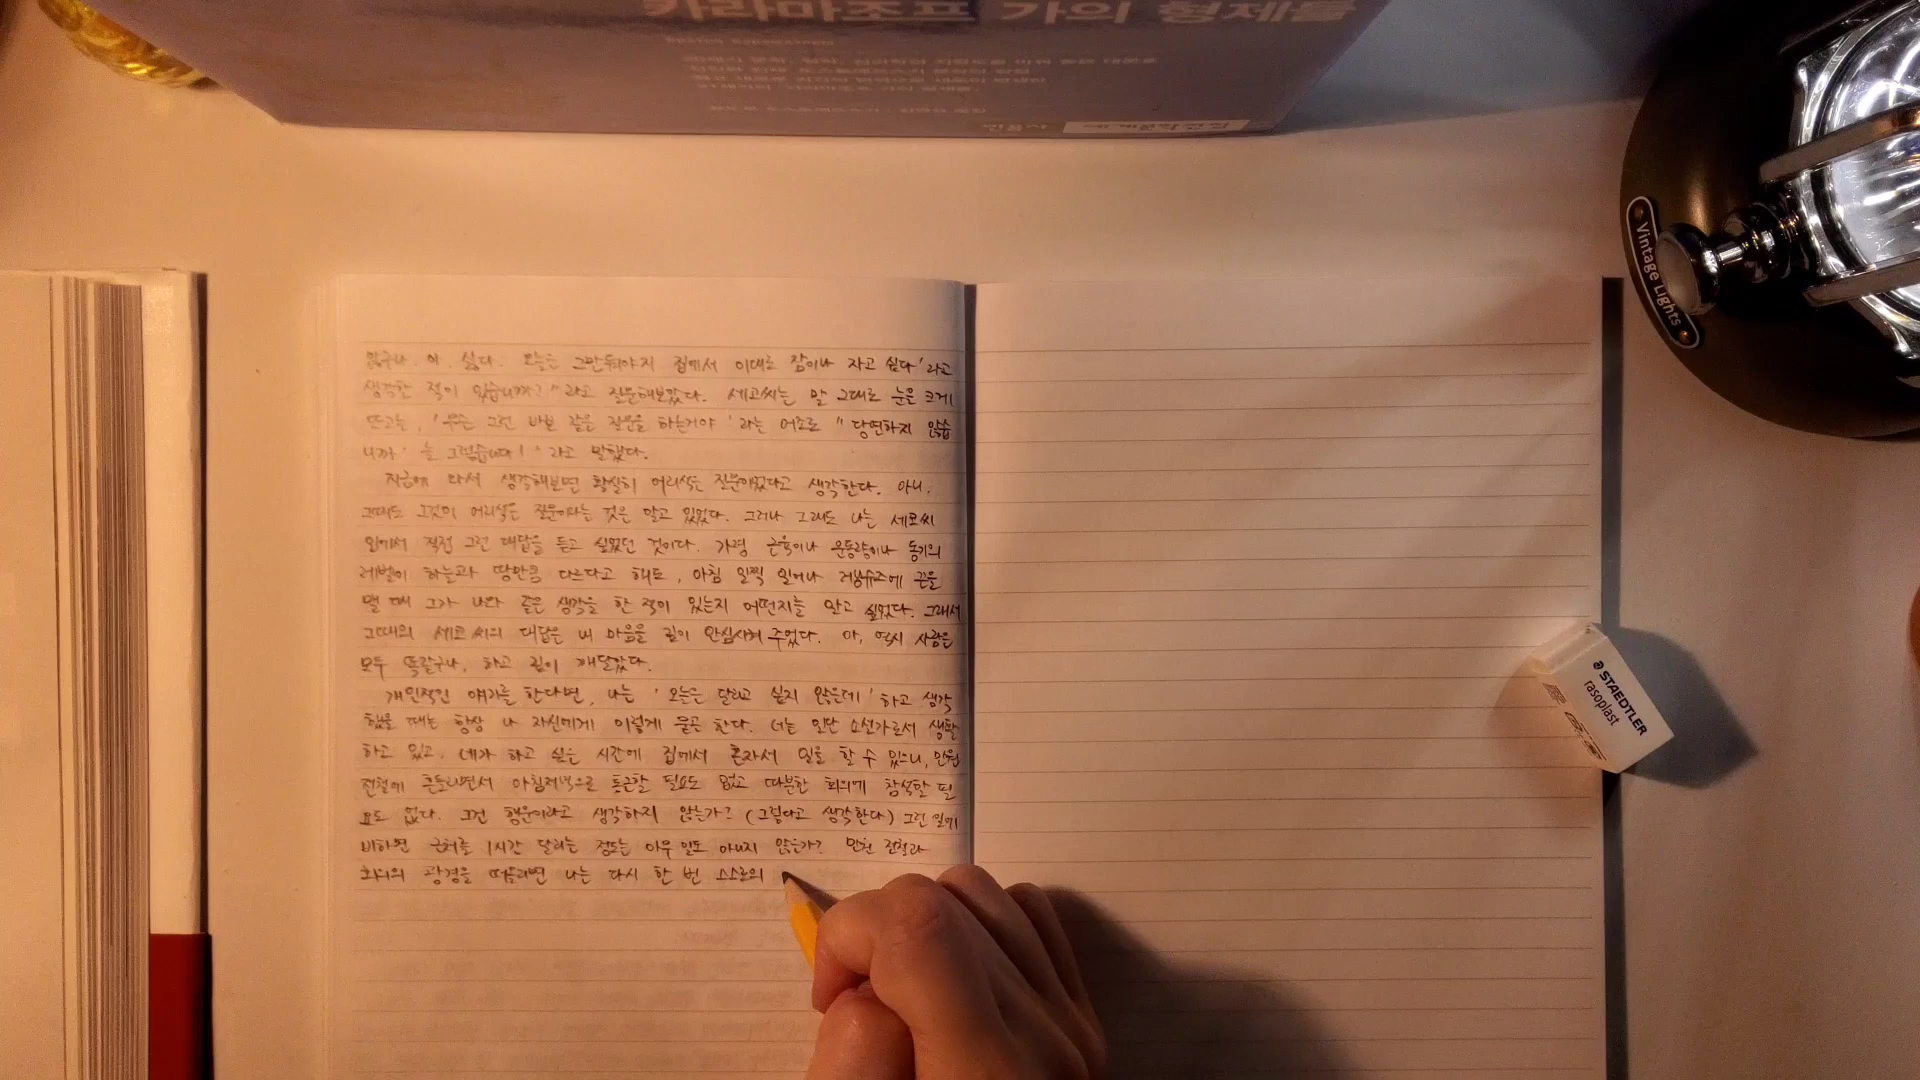 카라마조프 가의 형제들
Vintage Lights
STAEDTLER
rasoplast
아, 싫다. 오늘은 그만둬야지 집에서 이대로 잠이나 자고 싶다'라고
생각한 적이 있습니까?"라고 질문해보았다. 세코씨는 말 그대로 눈을 크게
뜨고는, '무슨 그런 바보 같은 질문을 하는거야'라는 어조로 "당연하지 않습
니까' 늘 그렇습니다!"라고 말했다.
지금에 와서 생각해보면 확실히 어리석은 질문이었다고 생각한다. 아니,
그때도 그것이 어리석은 질문이라는 것은 알고 있었다. 그러나 그래도 나는 세코씨
입에서 직접 그런 대답을 듣고 싶었던 것이다. 가령 근육이나 운동량이나 동기의
레벨이 하늘과 땅만큼 다르다고 해도, 아침 일찍 일어나 러닝슈즈에 끈을
맬 때 그가 나와 같은 생각을 한 적이 있는지 어떤지를 알고 싶었다. 그래서
그때의 세코 씨의 대답은 내 마음을 깊이 안심시켜 주었다. 아, 역시 사람은
모두 똑같구나, 하고 깊이 깨달았다.
개인적인 얘기를 한다면, 나는 '오늘은 달리고 싶지 않은데'하고 생각
했을 때는 항상 나 자신에게 이렇게 묻곤 한다. 너는 일단 소설가로서 생활
하고 있고, 네가 하고 싶은 시간에 집에서 혼자서 일을 할 수 있으니, 만원
전철에 흔들리면서 아침저녁으로 통근할 필요도 없고 따분한 회의에 참석할 필
요도 없다. 그건 행운이라고 생각하지 않는가? (그렇다고 생각한다) 그런 일에
비하면 근처를 1시간 달리는 정도는 아무 일도 아니지 않는가? 만원 전철과
회의의 광경을 떠올리면 나는 다시 한 번 스스로의